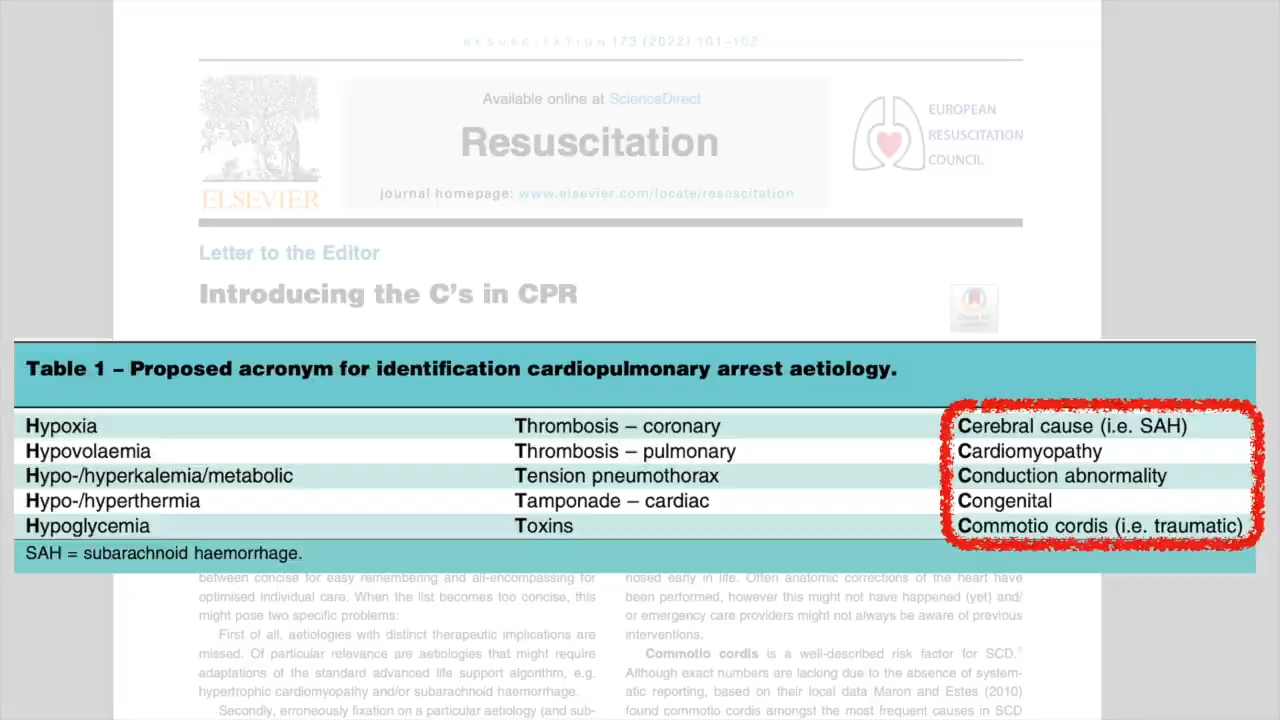 RESUSCITATION 173 (2022) 101–102
Available online at ScienceDirect
Resuscitation
journal homepage: www.elsevier.com/locate/resuscitation
ELSEVIER
EUROPEAN
RESUSCITATION
COUNCIL
Letter to the Editor
Introducing the C's in CPR
Table 1 – Proposed acronym for identification cardiopulmonary arrest aetiology.
Hypoxia Thrombosis – coronary Cerebral cause (i.e. SAH)
Hypovolaemia Thrombosis – pulmonary Cardiomyopathy
Hypo-/hyperkalemia/metabolic Tension pneumothorax Conduction abnormality
Hypo-/hyperthermia Tamponade – cardiac Congenital
Hypoglycemia Toxins Commotio cordis (i.e. traumatic)
SAH = subarachnoid haemorrhage.
between concise for easy remembering and all-encompassing for
optimised individual care. When the list becomes too concise, this
might pose two specific problems:
First of all, aetiologies with distinct therapeutic implications are
missed. Of particular relevance are aetiologies that might require
adaptations of the standard advanced life support algorithm, e.g.
hypertrophic cardiomyopathy and/or subarachnoid haemorrhage.
Secondly, erroneously fixation on a particular aetiology (and sub-
nosed early in life. Often anatomic corrections of the heart have
been performed, however this might not have happened (yet) and/
or emergency care providers might not always be aware of previous
interventions.
Commotio cordis is a well-described risk factor for SCD.
Although exact numbers are lacking due to the absence of system-
atic reporting, based on their local data Maron and Estes (2010)
found commotio cordis amongst the most frequent causes in SCD